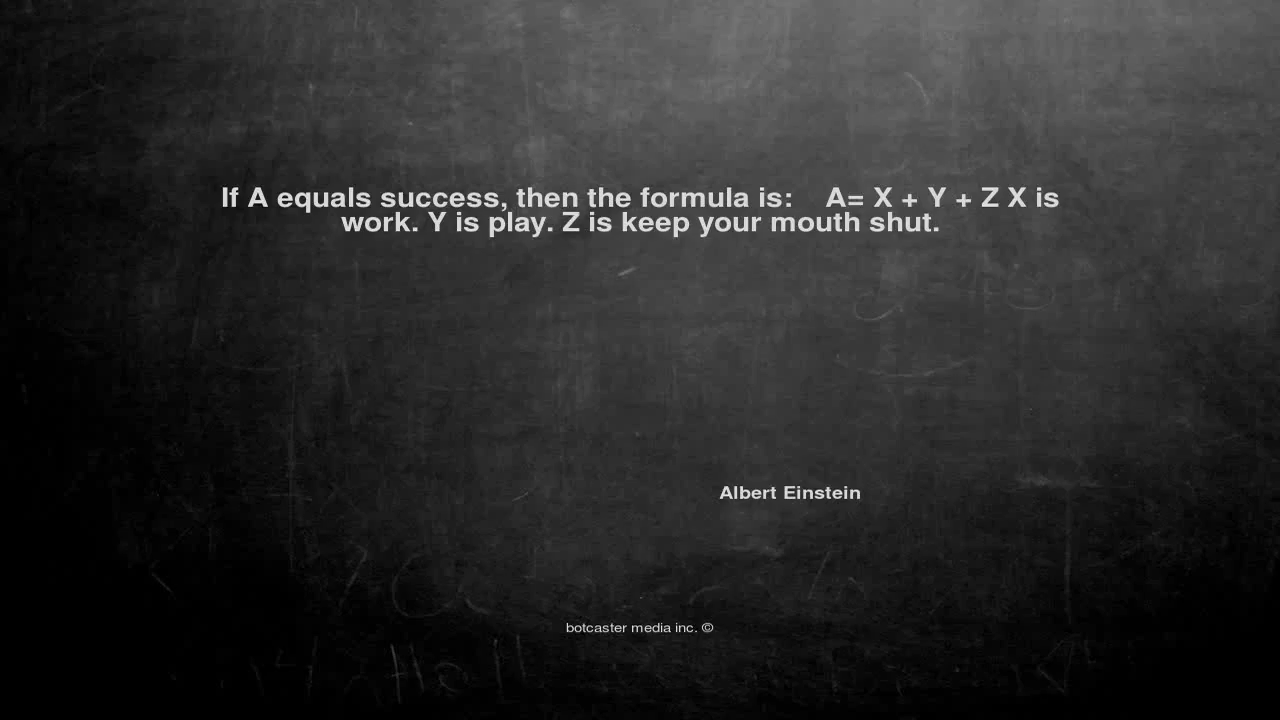 If A equals success, then the formula is: A= X + Y + Z X is
work. Y is play. Z is keep your mouth shut.
Albert Einstein
botcaster media inc. ©